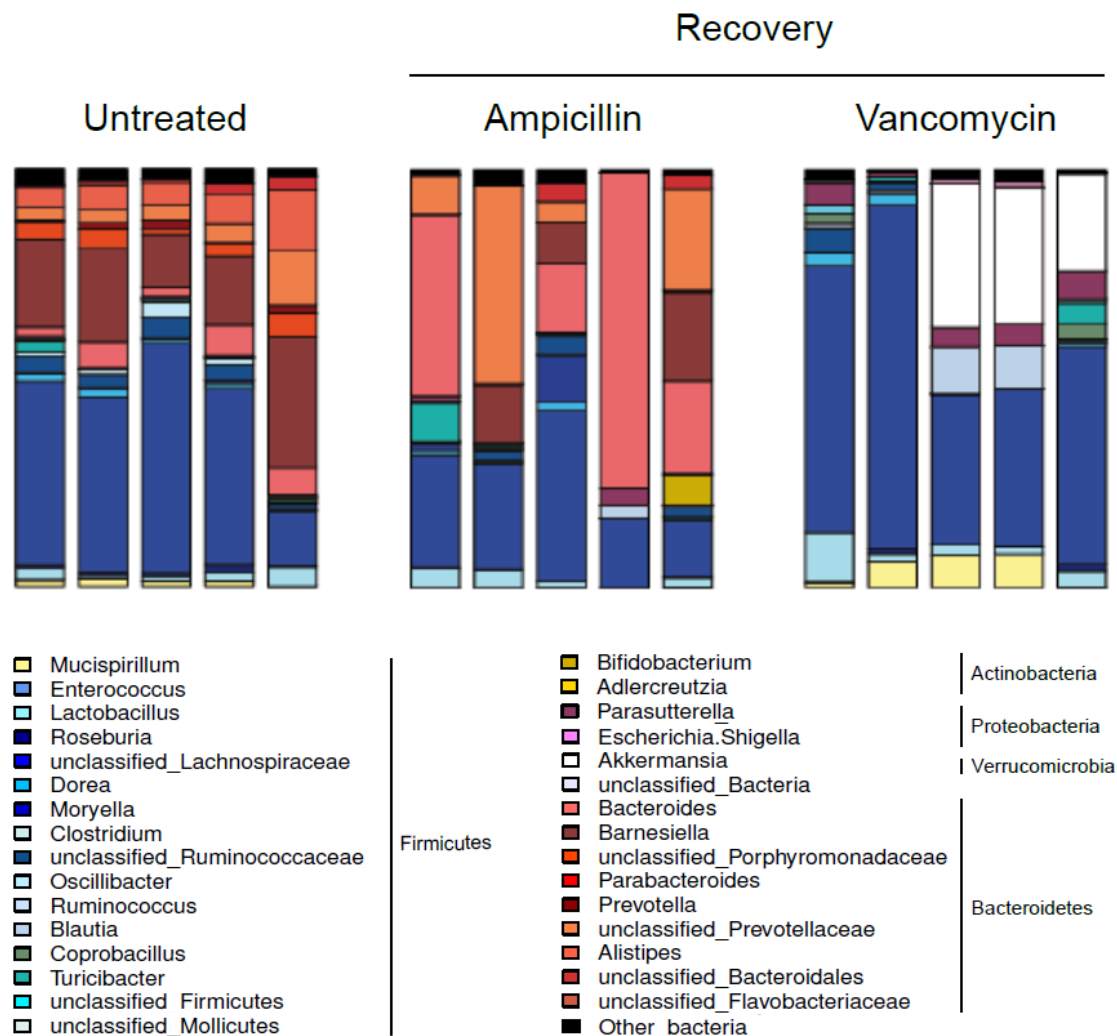 Recovery
Untreated
Ampicillin
Vancomycin
Mucispirillum
Enterococcus
Lactobacillus
Roseburia
unclassified_Lachnospiraceae
Dorea
Moryella
Clostridium
unclassified_Ruminococcaceae
Oscillibacter
Ruminococcus
Blautia
Coprobacillus
Turicibacter
unclassified_Firmicutes
unclassified_Mollicutes
Firmicutes
Bifidobacterium
Adlercreutzia
Parasutterella
Escherichia.Shigella
Akkermansia
unclassified_Bacteria
Bacteroides
Barnesiella
unclassified_Porphyromonadaceae
Parabacteroides
Prevotella
unclassified_Prevotellaceae
Alistipes
unclassified_Bacteroidales
unclassified_Flavobacteriaceae
Other bacteria
Actinobacteria
Proteobacteria
Verrucomicrobia
Bacteroidetes